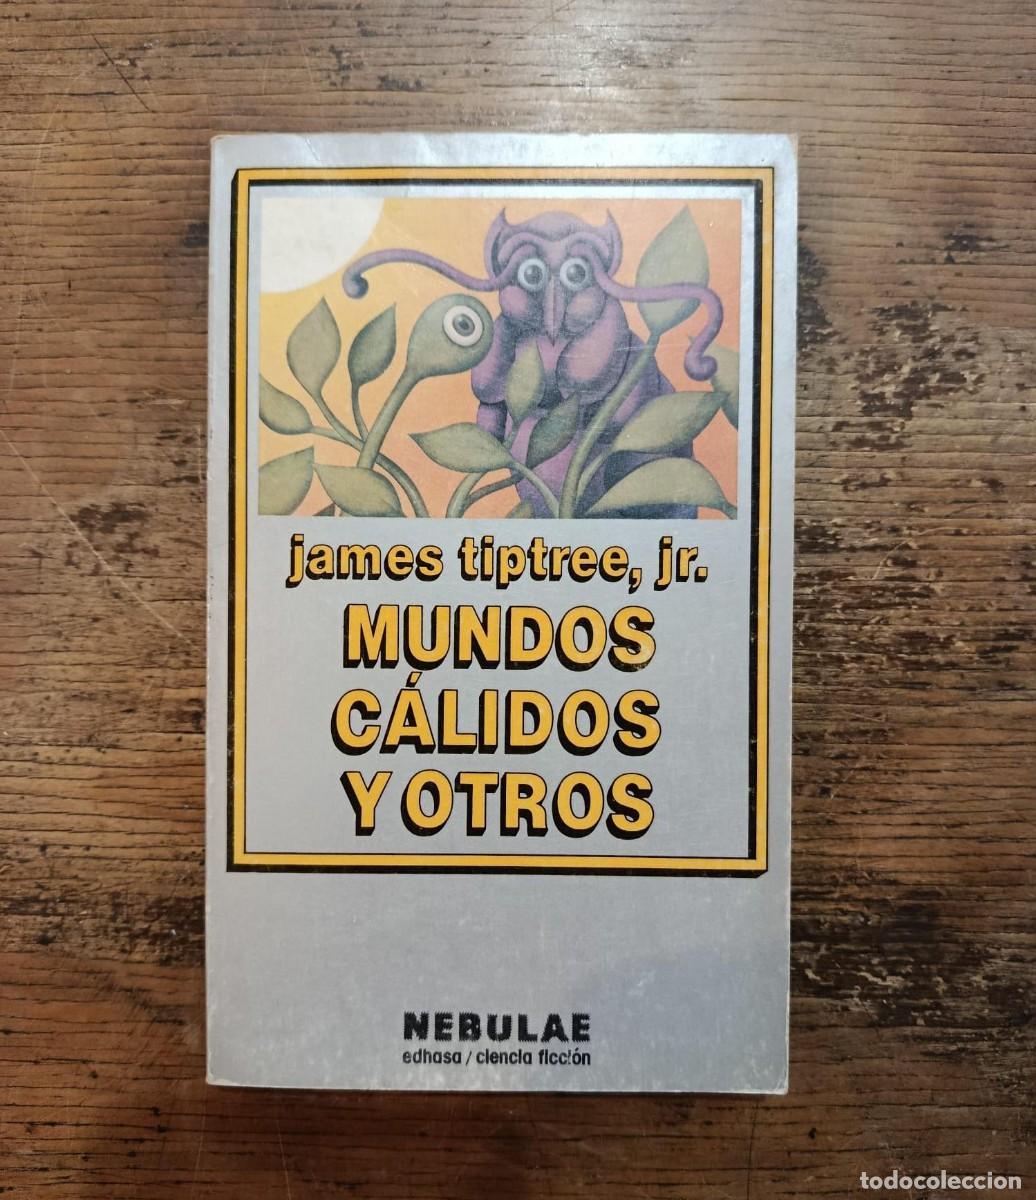 james tiptree, jr.
MUNDOS
CÁLIDOS
Y OTROS
NEBULAE
edhasa / ciencia ficción
todocoleccion